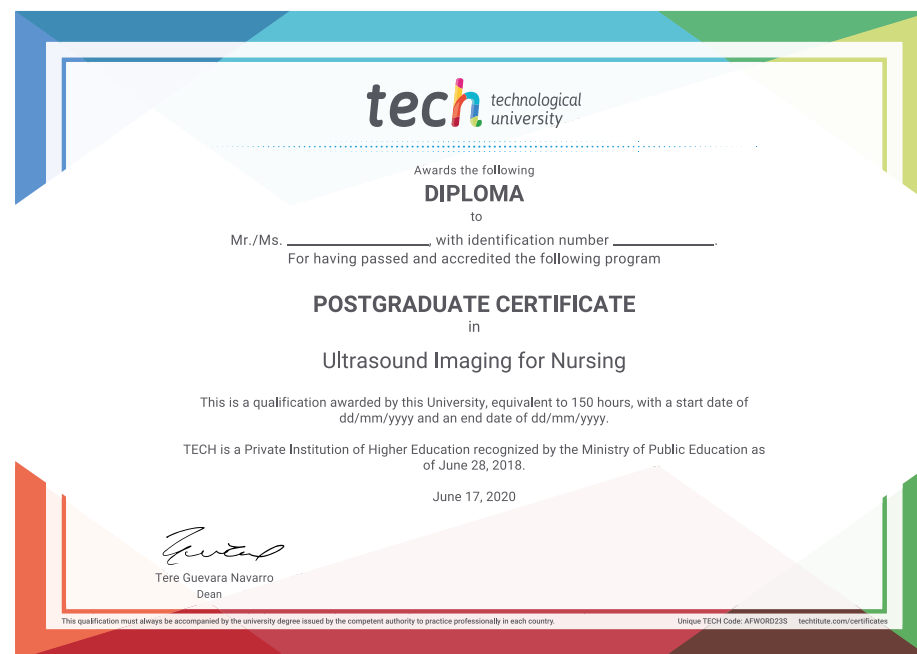 tech technological
university
Awards the following
DIPLOMA
to
Mr./Ms. ____________________, with identification number ______________.
For having passed and accredited the following program
POSTGRADUATE CERTIFICATE
in
Ultrasound Imaging for Nursing
This is a qualification awarded by this University, equivalent to 150 hours, with a start date of
dd/mm/yyyy and an end date of dd/mm/yyyy.
TECH is a Private Institution of Higher Education recognized by the Ministry of Public Education as
of June 28, 2018.
June 17, 2020
Tere Guevara Navarro
Dean
This qualification must always be accompanied by the university degree issued by the competent authority to practice professionally in each country. Unique TECH Code: AFWORD23S techtitute.com/certificates